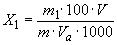 X₁ = m₁·100·V / m·Vₐ·1000